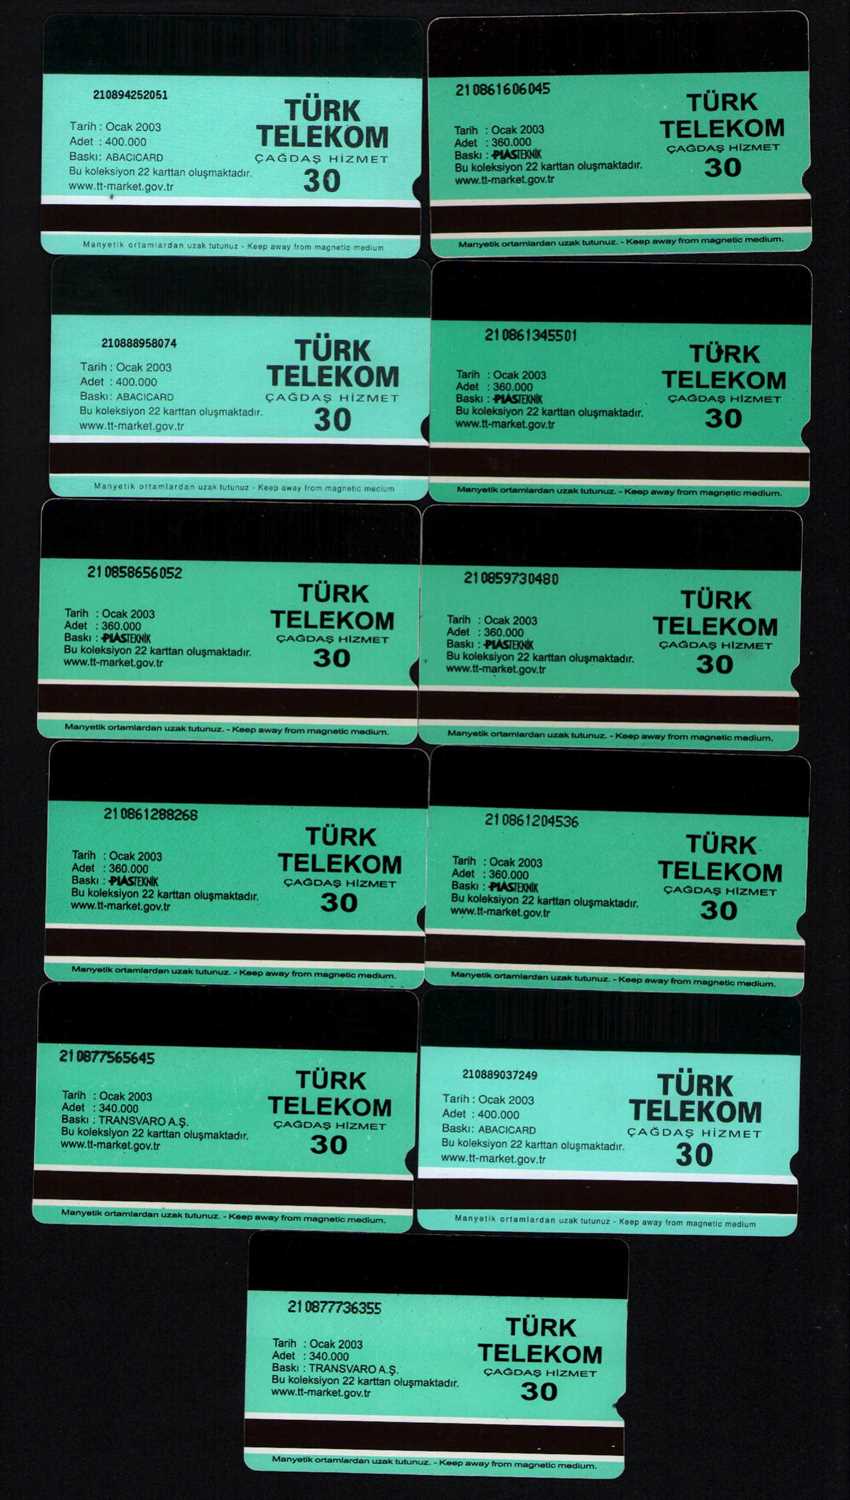 210894252051
Tarih : Ocak 2003
Adet : 400.000
Baskı: ABACICARD
Bu koleksiyon 22 karttan oluşmaktadır.
www.tt-market.gov.tr
TÜRK
TELEKOM
ÇAĞDAŞ HİZMET
30
Manyetik ortamlardan uzak tutunuz - Keep away from magnetic medium
210861606045
Tarih : Ocak 2003
Adet : 360.000
Baskı : PLASTEKNİK
Bu koleksiyon 22 karttan oluşmaktadır.
www.tt-market.gov.tr
TÜRK
TELEKOM
ÇAĞDAŞ HİZMET
30
Manyetik ortamlardan uzak tutunuz. - Keep away from magnetic medium.
210888958074
Tarih : Ocak 2003
Adet : 400.000
Baskı: ABACICARD
Bu koleksiyon 22 karttan oluşmaktadır.
www.tt-market.gov.tr
TÜRK
TELEKOM
ÇAĞDAŞ HİZMET
30
Manyetik ortamlardan uzak tutunuz - Keep away from magnetic medium
210861345501
Tarih : Ocak 2003
Adet : 360.000
Baskı : PLASTEKNİK
Bu koleksiyon 22 karttan oluşmaktadır.
www.tt-market.gov.tr
TÜRK
TELEKOM
ÇAĞDAŞ HİZMET
30
Manyetik ortamlardan uzak tutunuz. - Keep away from magnetic medium.
210858656052
Tarih : Ocak 2003
Adet : 360.000
Baskı : PLASTEKNİK
Bu koleksiyon 22 karttan oluşmaktadır.
www.tt-market.gov.tr
TÜRK
TELEKOM
ÇAĞDAŞ HİZMET
30
Manyetik ortamlardan uzak tutunuz. - Keep away from magnetic medium.
210859730480
Tarih : Ocak 2003
Adet : 360.000
Baskı : PLASTEKNİK
Bu koleksiyon 22 karttan oluşmaktadır.
www.tt-market.gov.tr
TÜRK
TELEKOM
ÇAĞDAŞ HİZMET
30
Manyetik ortamlardan uzak tutunuz. - Keep away from magnetic medium.
210861288268
Tarih : Ocak 2003
Adet : 360.000
Baskı : PLASTEKNİK
Bu koleksiyon 22 karttan oluşmaktadır.
www.tt-market.gov.tr
TÜRK
TELEKOM
ÇAĞDAŞ HİZMET
30
Manyetik ortamlardan uzak tutunuz. - Keep away from magnetic medium.
210861204536
Tarih : Ocak 2003
Adet : 360.000
Baskı : PLASTEKNİK
Bu koleksiyon 22 karttan oluşmaktadır.
www.tt-market.gov.tr
TÜRK
TELEKOM
ÇAĞDAŞ HİZMET
30
Manyetik ortamlardan uzak tutunuz. - Keep away from magnetic medium.
210877565645
Tarih : Ocak 2003
Adet : 340.000
Baskı : TRANSVARO A.Ş.
Bu koleksiyon 22 karttan oluşmaktadır.
www.tt-market.gov.tr
TÜRK
TELEKOM
ÇAĞDAŞ HİZMET
30
Manyetik ortamlardan uzak tutunuz. - Keep away from magnetic medium.
210889037249
Tarih : Ocak 2003
Adet : 400.000
Baskı: ABACICARD
Bu koleksiyon 22 karttan oluşmaktadır.
www.tt-market.gov.tr
TÜRK
TELEKOM
ÇAĞDAŞ HİZMET
30
Manyetik ortamlardan uzak tutunuz - Keep away from magnetic medium
210877736355
Tarih : Ocak 2003
Adet : 340.000
Baskı : TRANSVARO A.Ş.
Bu koleksiyon 22 karttan oluşmaktadır.
www.tt-market.gov.tr
TÜRK
TELEKOM
ÇAĞDAŞ HİZMET
30
Manyetik ortamlardan uzak tutunuz. - Keep away from magnetic medium.